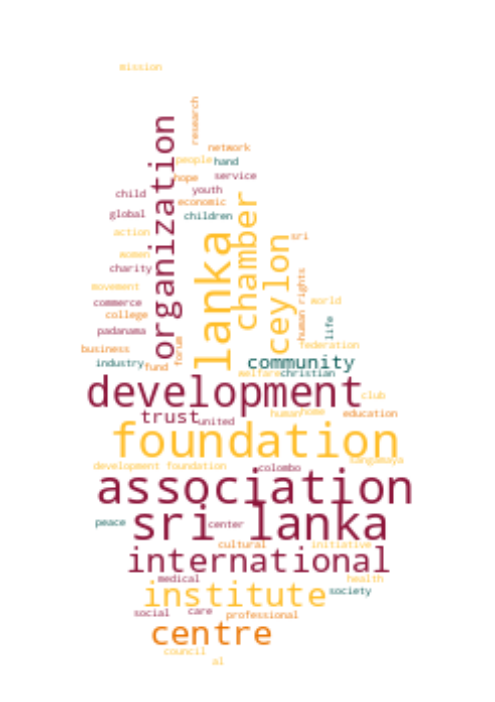 mission
research
organization
network
people hand
hope service
child youth
economic
global children
lanka
chamber
ceylon
action sri
women
charity
human rights
movement
commerce world
college
padanama life
forum
business federation
industry fund community
welfare christian
development
club
trust united human home education
foundation
sangamaya
development foundation colombo
association
peace sri lanka
center
cultural initiative
international
medical health
institute society
social care professional
centre
council
al